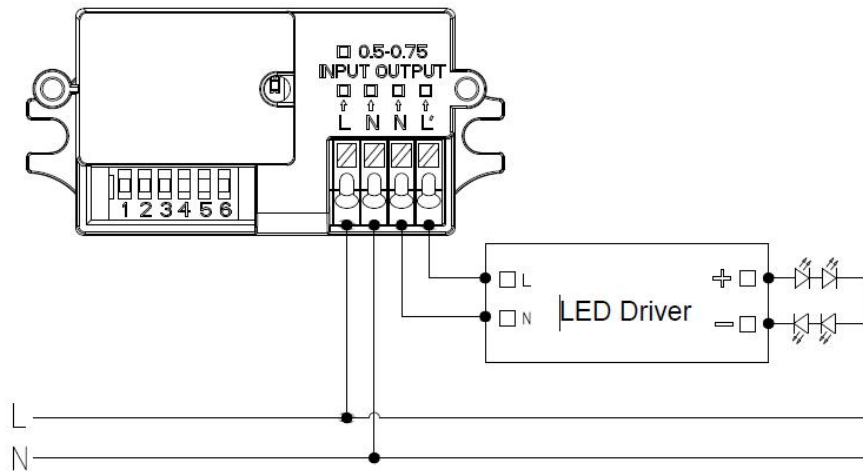 0.5-0.75
INPUT OUTPUT
L N N L'
1 2 3 4 5 6
L
+
LED Driver
N
−
L
N